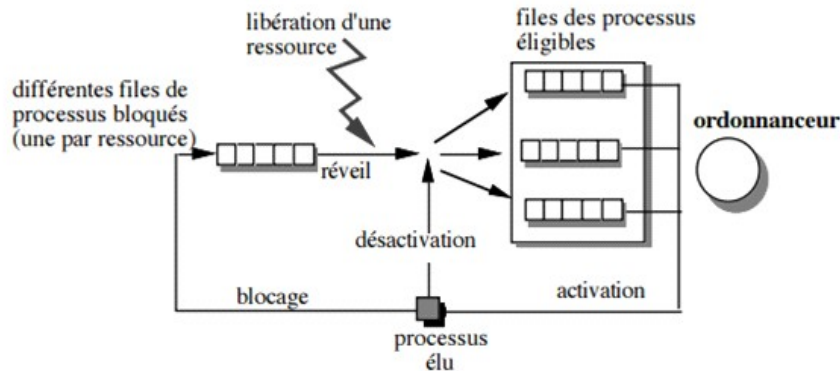 libération d'une
ressource
files des processus
éligibles
différentes files de
processus bloqués
(une par ressource)
ordonnanceur
réveil
désactivation
blocage
activation
processus
élu